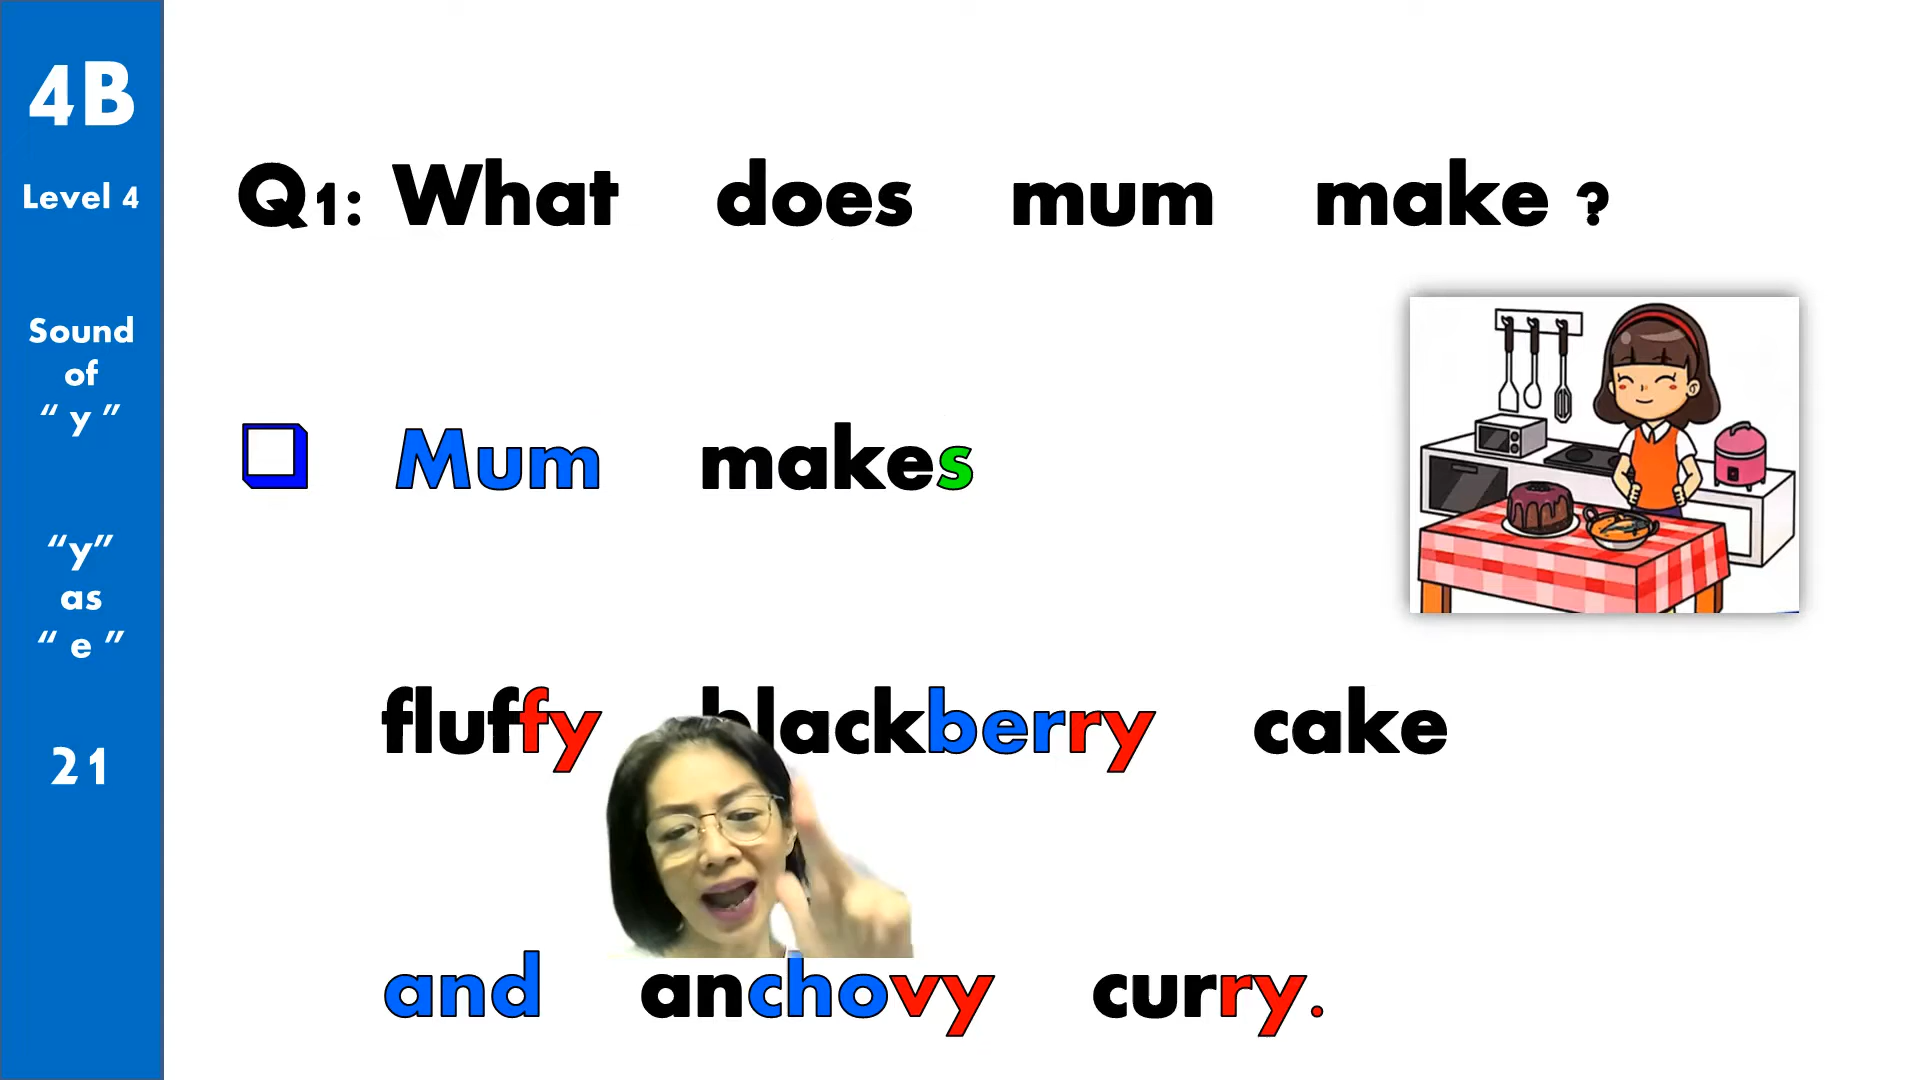 4B
Level 4
Sound
of
“ y ”
“y”
as
“ e ”
21
Q1: What does mum make ?
Mum makes
fluffy blackberry cake
and anchovy curry.